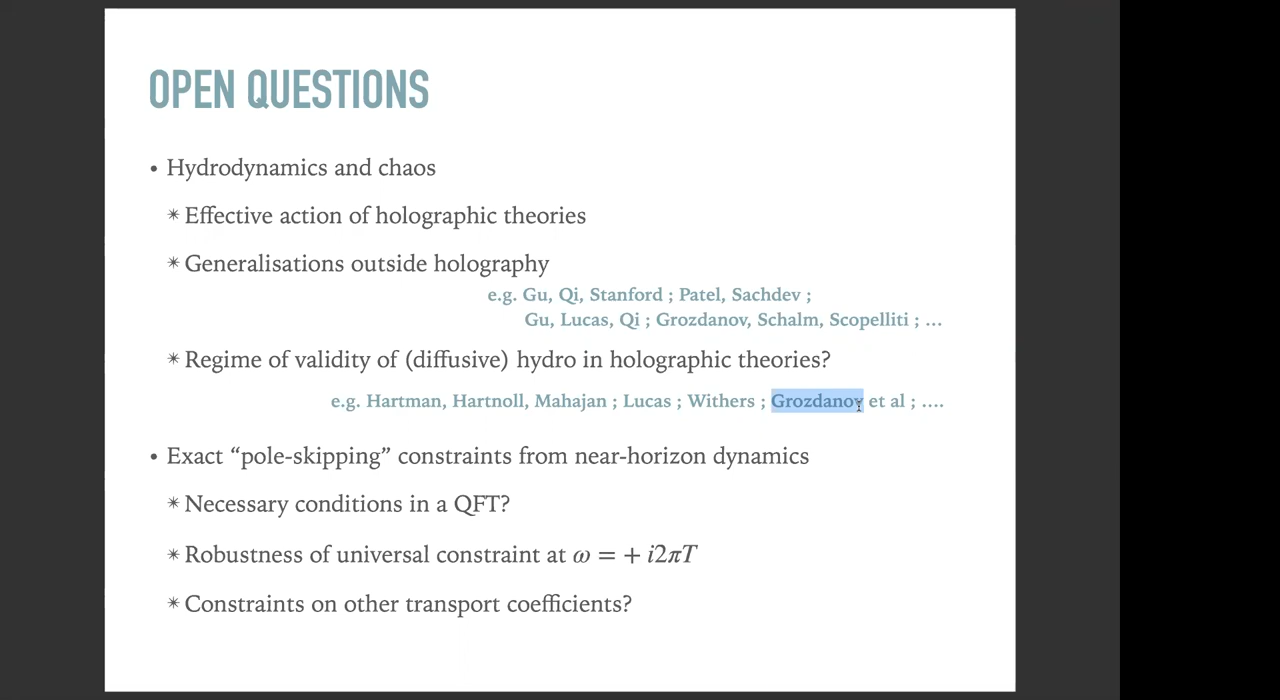 OPEN QUESTIONS
• Hydrodynamics and chaos
✴ Effective action of holographic theories
✴ Generalisations outside holography
e.g. Gu, Qi, Stanford ; Patel, Sachdev ;
Gu, Lucas, Qi ; Grozdanov, Schalm, Scopelliti ; ...
✴ Regime of validity of (diffusive) hydro in holographic theories?
e.g. Hartman, Hartnoll, Mahajan ; Lucas ; Withers ; Grozdanov et al ; ....
• Exact “pole-skipping” constraints from near-horizon dynamics
✴ Necessary conditions in a QFT?
✴ Robustness of universal constraint at ω = + i2πT
✴ Constraints on other transport coefficients?